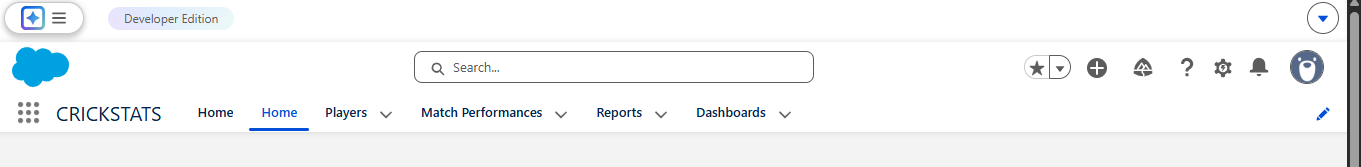 Developer Edition
Search...
CRICKSTATS Home Home Players Match Performances Reports Dashboards